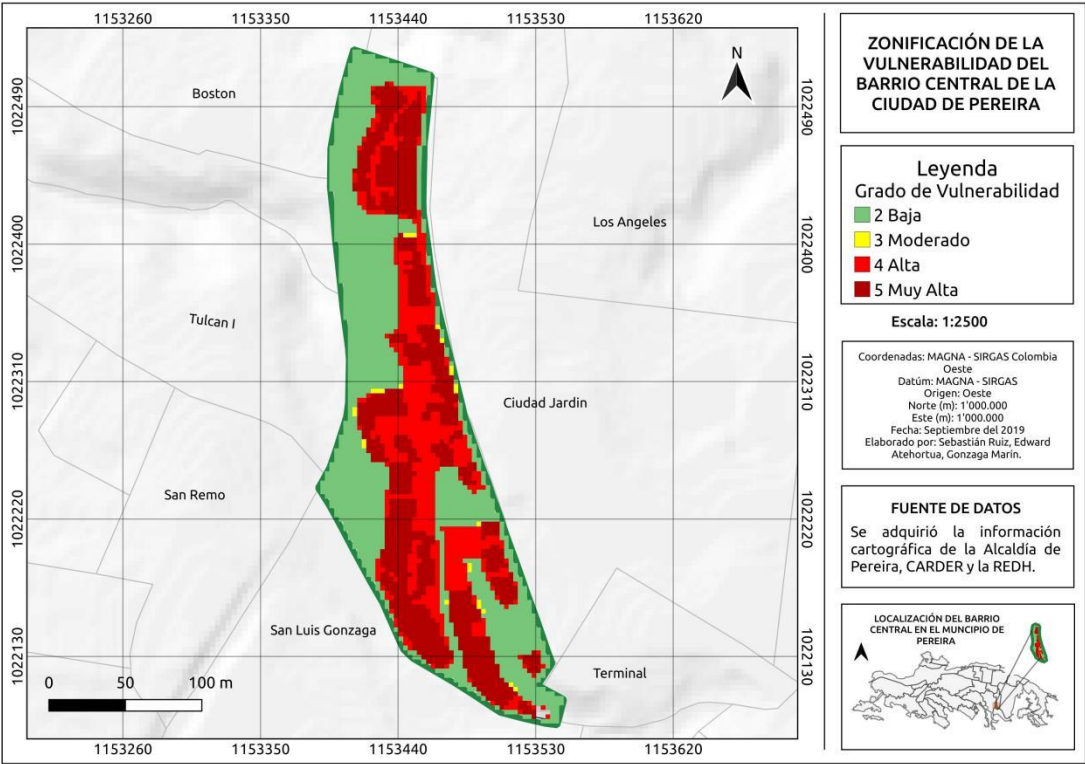 1153260 1153350 1153440 1153530 1153620
1022490 1022490
1022400 1022400
1022310 1022310
1022220 1022220
1022130 1022130
1153260 1153350 1153440 1153530 1153620
N
Boston
Los Angeles
Tulcan I
Ciudad Jardin
San Remo
San Luis Gonzaga
Terminal
0 50 100 m
ZONIFICACIÓN DE LA
VULNERABILIDAD DEL
BARRIO CENTRAL DE LA
CIUDAD DE PEREIRA
Leyenda
Grado de Vulnerabilidad
2 Baja
3 Moderado
4 Alta
5 Muy Alta
Escala: 1:2500
Coordenadas: MAGNA - SIRGAS Colombia
Oeste
Datúm: MAGNA - SIRGAS
Origen: Oeste
Norte (m): 1'000.000
Este (m): 1'000.000
Fecha: Septiembre del 2019
Elaborado por: Sebastián Ruiz, Edward
Atehortua, Gonzaga Marín.
FUENTE DE DATOS
Se adquirió la información
cartográfica de la Alcaldía de
Pereira, CARDER y la REDH.
LOCALIZACIÓN DEL BARRIO
CENTRAL EN EL MUNCIPIO DE
PEREIRA